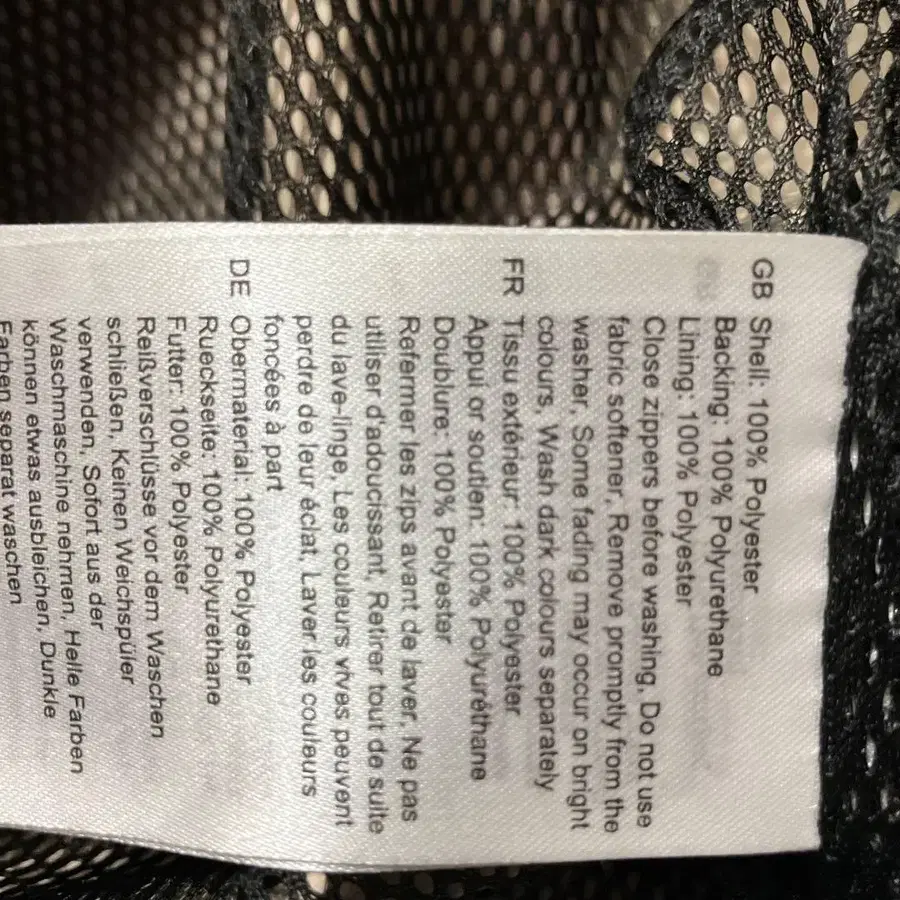 GB Shell: 100% Polyester
Backing: 100% Polyurethane
Lining: 100% Polyester
Close zippers before washing, Do not use
fabric softener, Remove promptly from the
washer, Some fading may occur on bright
colours, Wash dark colours separately
FR Tissu extérieur: 100% Polyester
Appui or soutien: 100% Polyuréthane
Doublure: 100% Polyester
Refermer les zips avant de laver, Ne pas
utiliser d'adoucissant, Retirer tout de suite
du lave-linge, Les couleurs vives peuvent
perdre de leur éclat, Laver les couleurs
foncées à part
DE Obermaterial: 100% Polyester
Rueckseite: 100% Polyurethane
Futter: 100% Polyester
Reißverschlüsse vor dem Waschen
schließen, Keinen Weichspüler
verwenden, Sofort aus der
Waschmaschine nehmen, Helle Farben
können etwas ausbleichen, Dunkle
Farben separat waschen